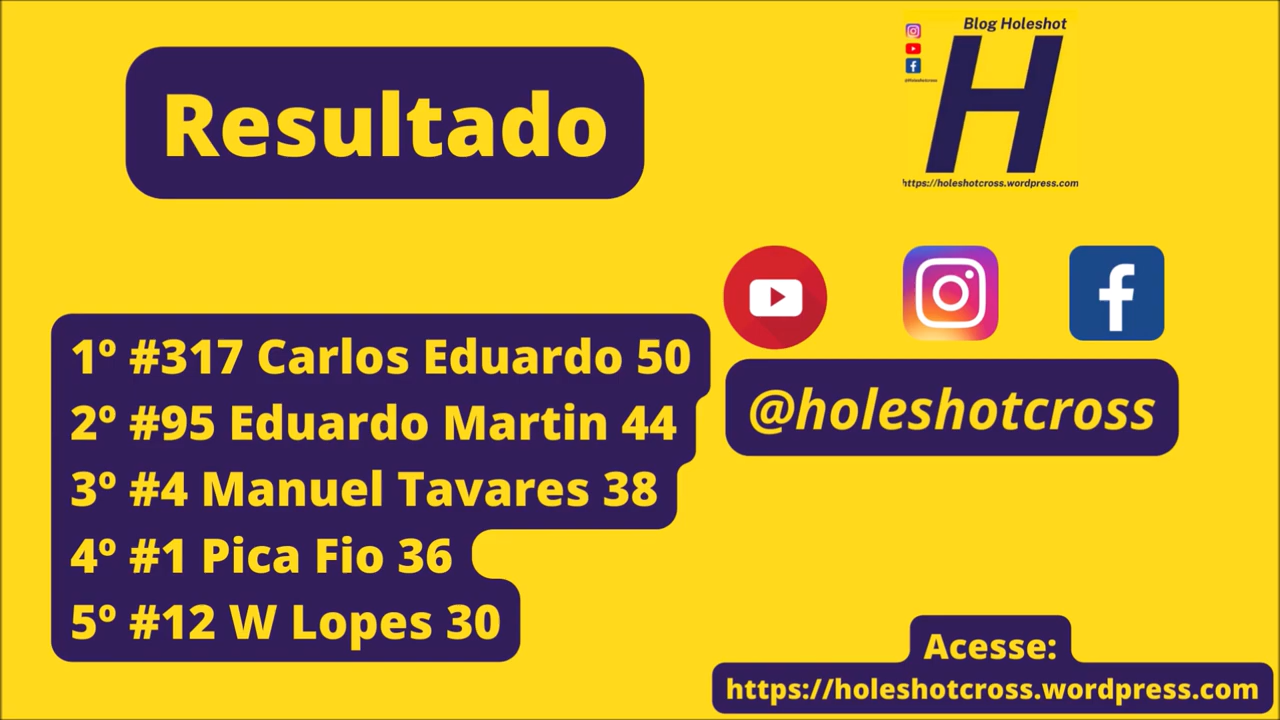 Resultado
Blog Holeshot
H
@Holeshotcross
https://holeshotcross.wordpress.com
1º #317 Carlos Eduardo 50
2º #95 Eduardo Martin 44
3º #4 Manuel Tavares 38
4º #1 Pica Fio 36
5º #12 W Lopes 30
@holeshotcross
Acesse:
https://holeshotcross.wordpress.com